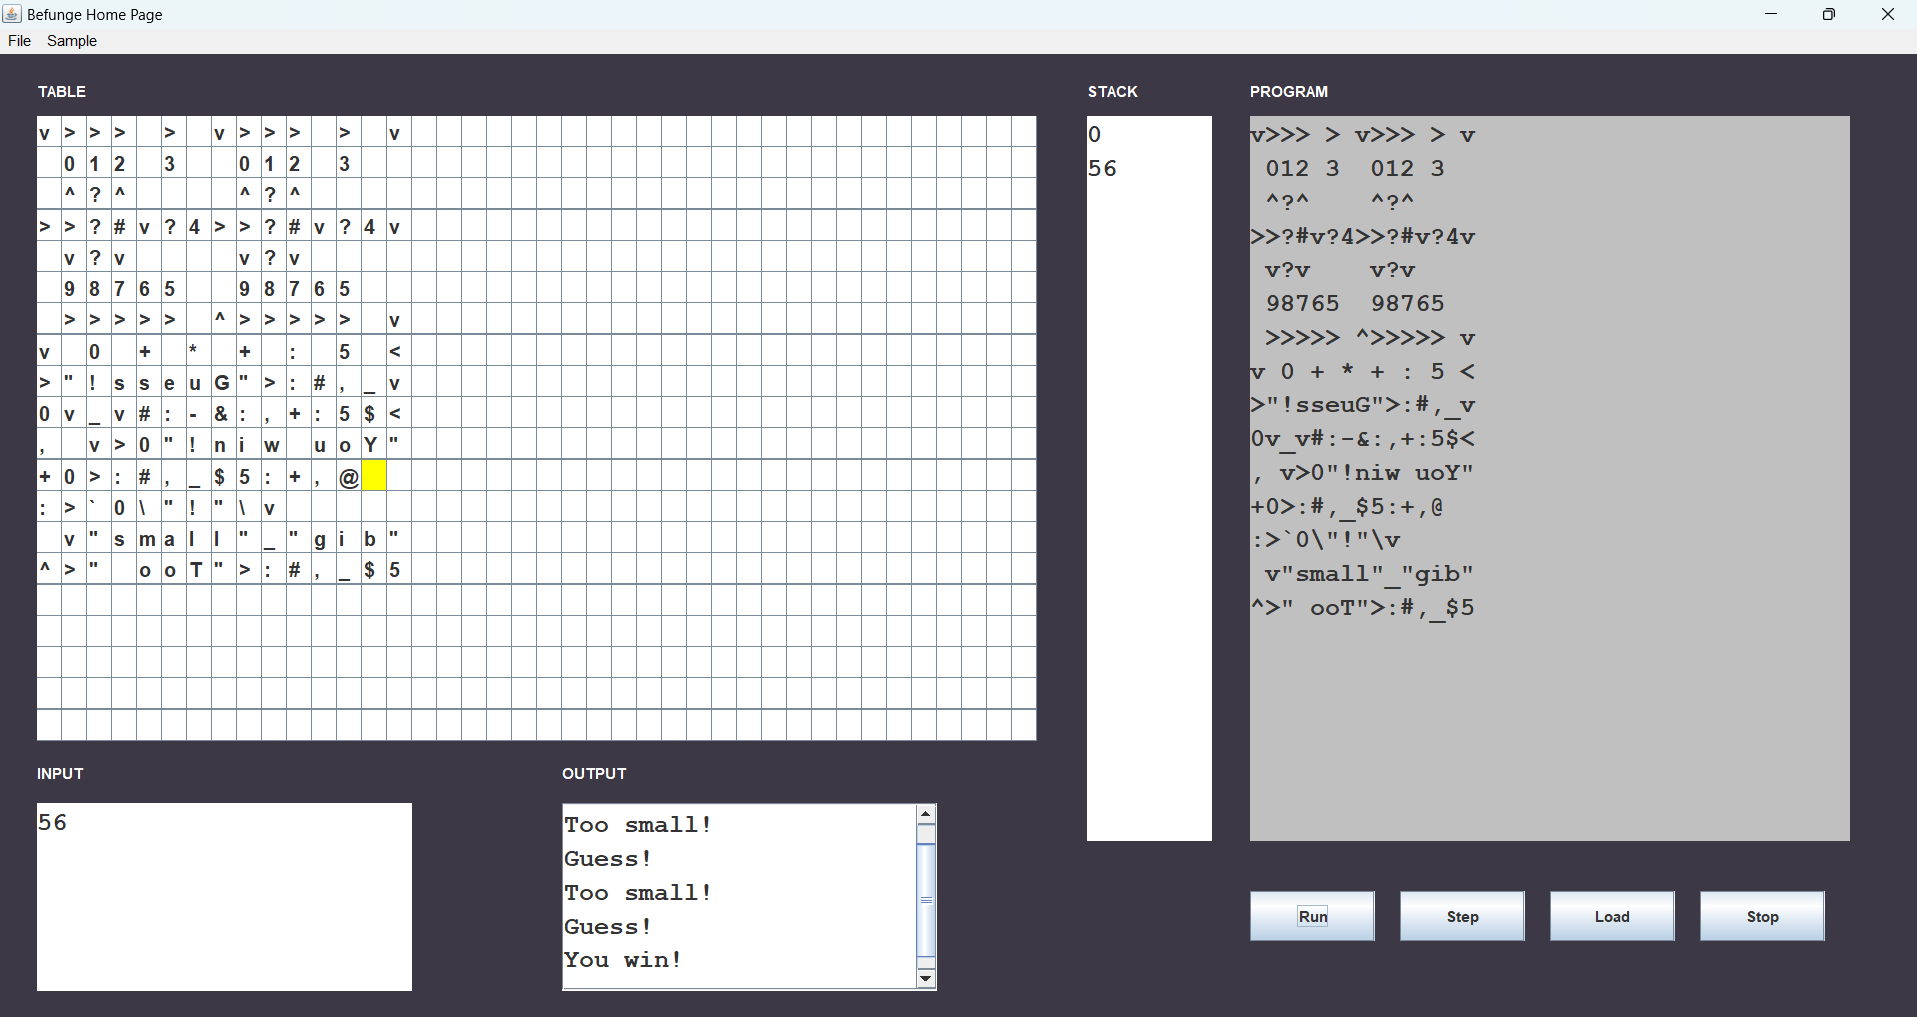 Befunge Home Page
File Sample
TABLE
STACK
PROGRAM
v > > > > v > > > > v
0 1 2 3 0 1 2 3
^ ? ^ ^ ? ^
> > ? # v ? 4 > > ? # v ? 4 v
v ? v v ? v
9 8 7 6 5 9 8 7 6 5
> > > > > ^ > > > > > v
v 0 + * + : 5 <
> " ! s s e u G " > : # , _ v
0 v _ v # : - & : , + : 5 $ <
, v > 0 " ! n i w u o Y "
+ 0 > : # , _ $ 5 : + , @
: > ` 0 \ " ! " \ v
v " s m a l l " _ " g i b "
^ > " o o T " > : # , _ $ 5
0
56
v>>> > v>>> > v
012 3 012 3
^?^ ^?^
>>?#v?4>>?#v?4v
v?v v?v
98765 98765
>>>>> ^>>>>> v
v 0 + * + : 5 <
>"!sseuG">:#,_v
0v_v#:-&:,+:5$<
, v>0"!niw uoY"
+0>:#,_$5:+,@
:>`0\"!"\v
v"small"_"gib"
^>" ooT">:#,_$5
INPUT
56
OUTPUT
Too small!
Guess!
Too small!
Guess!
You win!
Run
Step
Load
Stop